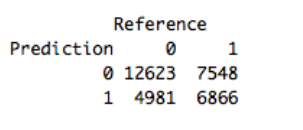 Reference
Prediction 0 1
0 12623 7548
1 4981 6866